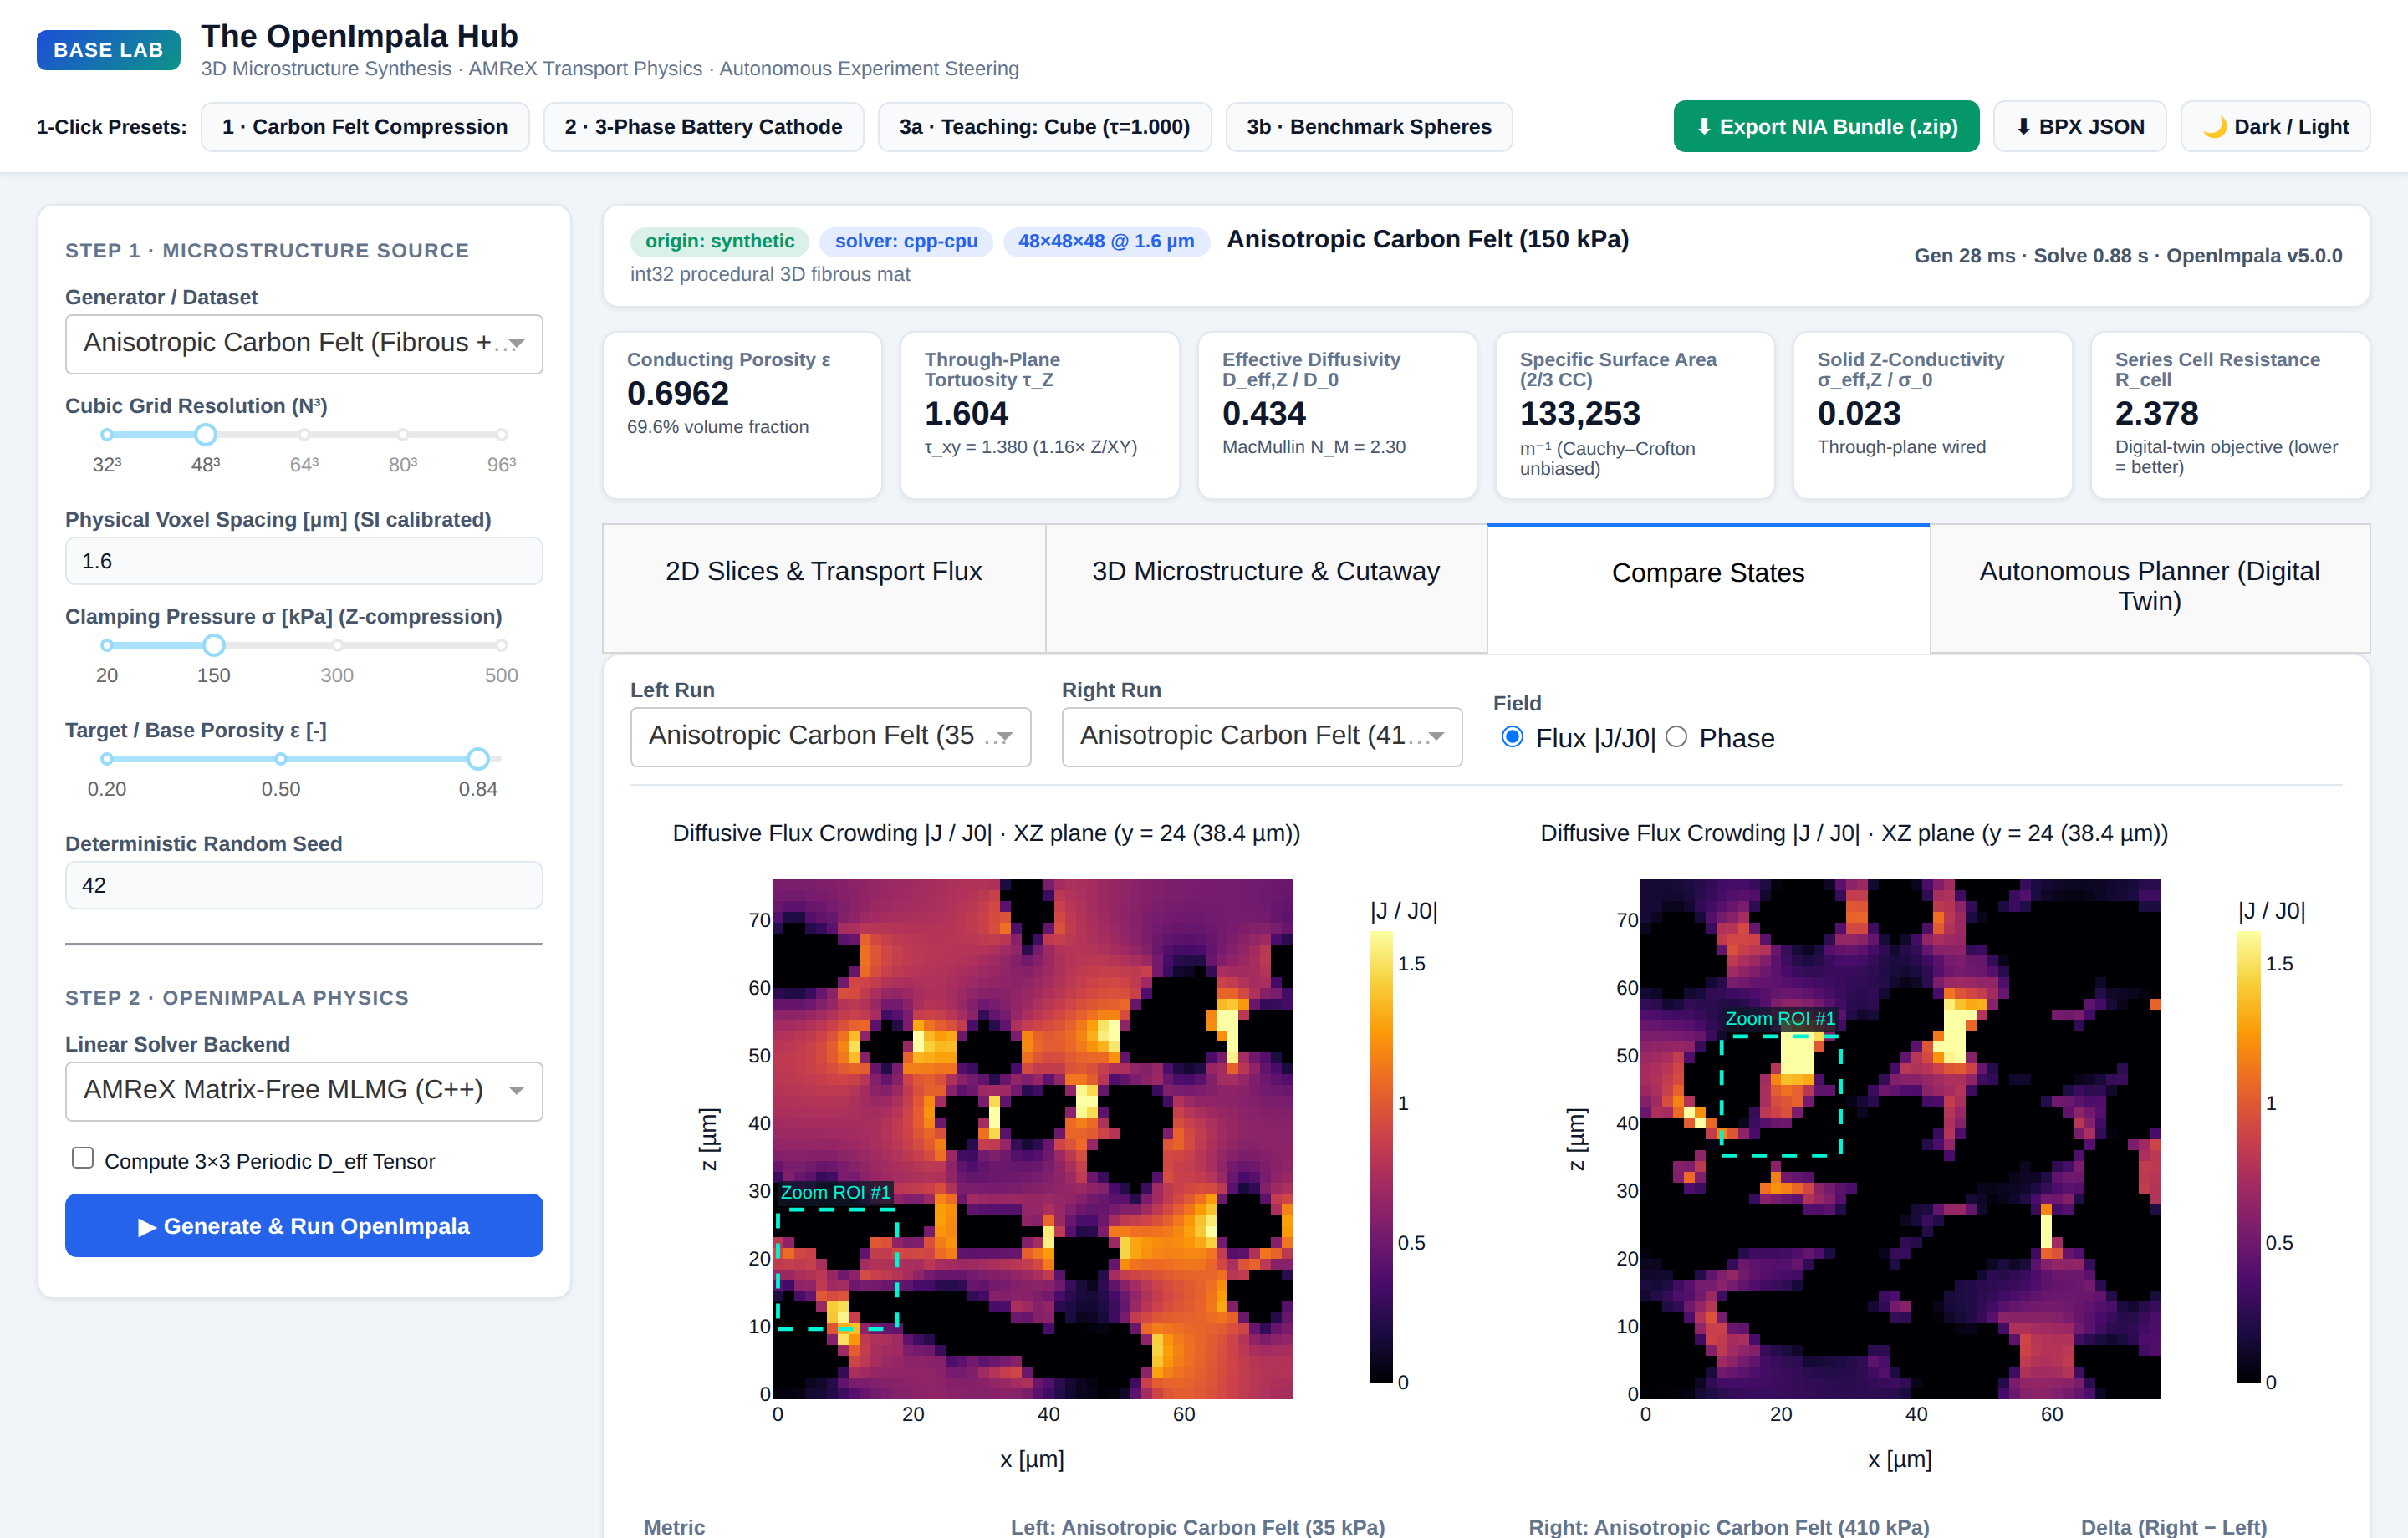 BASE LAB
The OpenImpala Hub
3D Microstructure Synthesis · AMReX Transport Physics · Autonomous Experiment Steering
1-Click Presets:
1 · Carbon Felt Compression
2 · 3-Phase Battery Cathode
3a · Teaching: Cube (τ=1.000)
3b · Benchmark Spheres
⬇ Export NIA Bundle (.zip)
⬇ BPX JSON
🌙 Dark / Light
STEP 1 · MICROSTRUCTURE SOURCE
Generator / Dataset
Anisotropic Carbon Felt (Fibrous +…
Cubic Grid Resolution (N³)
32³ 48³ 64³ 80³ 96³
Physical Voxel Spacing [µm] (SI calibrated)
1.6
Clamping Pressure σ [kPa] (Z-compression)
20 150 300 500
Target / Base Porosity ε [-]
0.20 0.50 0.84
Deterministic Random Seed
42
STEP 2 · OPENIMPALA PHYSICS
Linear Solver Backend
AMReX Matrix-Free MLMG (C++)
Compute 3×3 Periodic D_eff Tensor
▶ Generate & Run OpenImpala
origin: synthetic
solver: cpp-cpu
48×48×48 @ 1.6 µm
Anisotropic Carbon Felt (150 kPa)
int32 procedural 3D fibrous mat
Gen 28 ms · Solve 0.88 s · OpenImpala v5.0.0
Conducting Porosity ε
0.6962
69.6% volume fraction
Through-Plane
Tortuosity τ_Z
1.604
τ_xy = 1.380 (1.16× Z/XY)
Effective Diffusivity
D_eff,Z / D_0
0.434
MacMullin N_M = 2.30
Specific Surface Area
(2/3 CC)
133,253
m⁻¹ (Cauchy–Crofton
unbiased)
Solid Z-Conductivity
σ_eff,Z / σ_0
0.023
Through-plane wired
Series Cell Resistance
R_cell
2.378
Digital-twin objective (lower
= better)
2D Slices & Transport Flux
3D Microstructure & Cutaway
Compare States
Autonomous Planner (Digital
Twin)
Left Run
Anisotropic Carbon Felt (35 …
Right Run
Anisotropic Carbon Felt (41…
Field
Flux |J/J0| Phase
Diffusive Flux Crowding |J / J0| · XZ plane (y = 24 (38.4 µm))
70
60
50
40
30
20
10
0
z [µm]
0 20 40 60
x [µm]
Zoom ROI #1
|J / J0|
1.5
1
0.5
0
Diffusive Flux Crowding |J / J0| · XZ plane (y = 24 (38.4 µm))
70
60
50
40
30
20
10
0
z [µm]
0 20 40 60
x [µm]
Zoom ROI #1
|J / J0|
1.5
1
0.5
0
Metric
Left: Anisotropic Carbon Felt (35 kPa)
Right: Anisotropic Carbon Felt (410 kPa)
Delta (Right − Left)